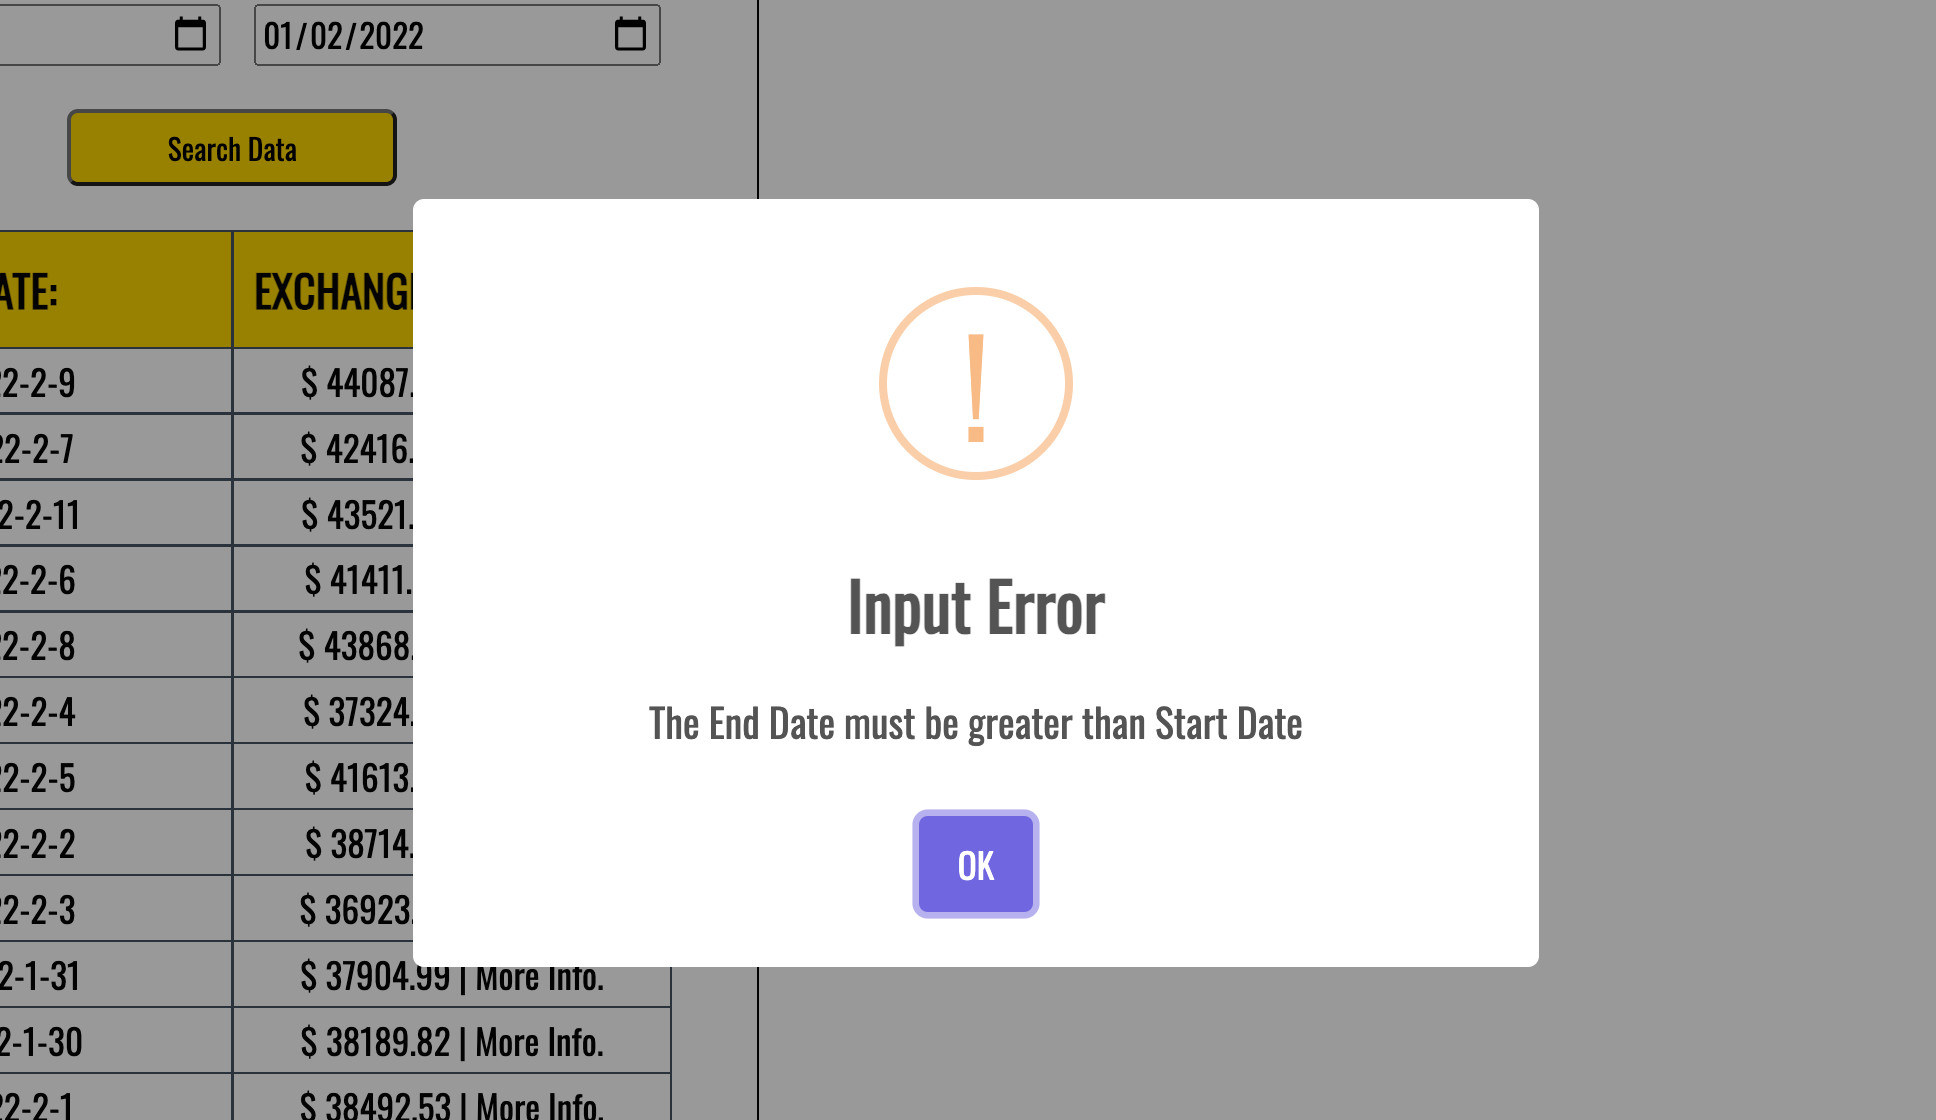 01/02/2022
Search Data
ATE: EXCHANG
2-2-9 $ 44087.
2-2-7 $ 42416.
2-2-11 $ 43521.
2-2-6 $ 41411.
2-2-8 $ 43868.
2-2-4 $ 37324.
2-2-5 $ 41613.
2-2-2 $ 38714.
2-2-3 $ 36923.
2-1-31 $ 37904.99 | More Info.
2-1-30 $ 38189.82 | More Info.
2-2-1 $ 38492.53 | More Info.
!
Input Error
The End Date must be greater than Start Date
OK